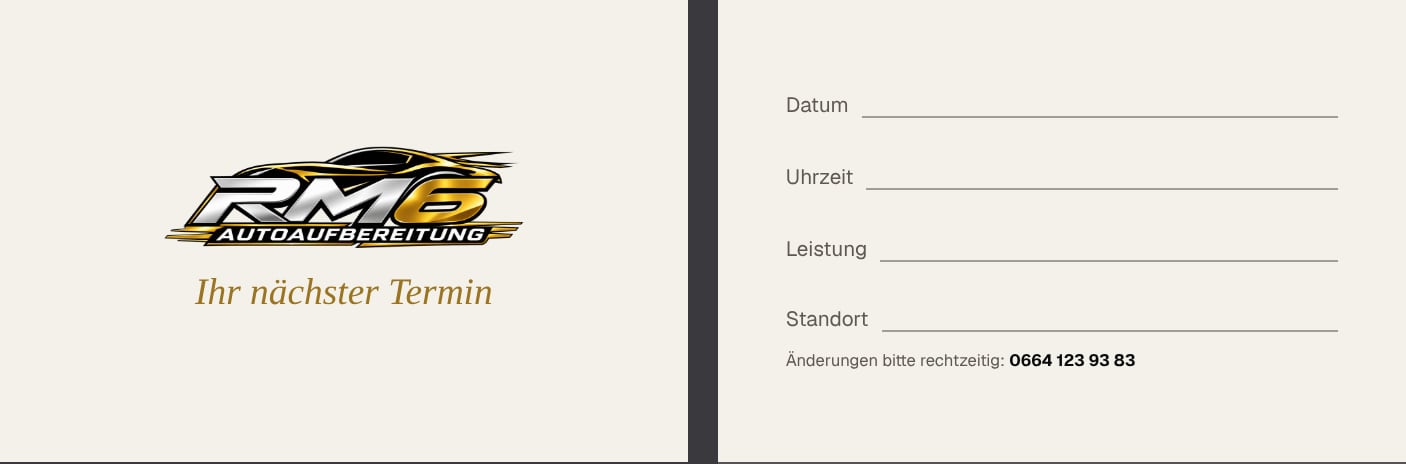 RM6
AUTOAUFBEREITUNG
Ihr nächster Termin
Datum
Uhrzeit
Leistung
Standort
Änderungen bitte rechtzeitig: 0664 123 93 83